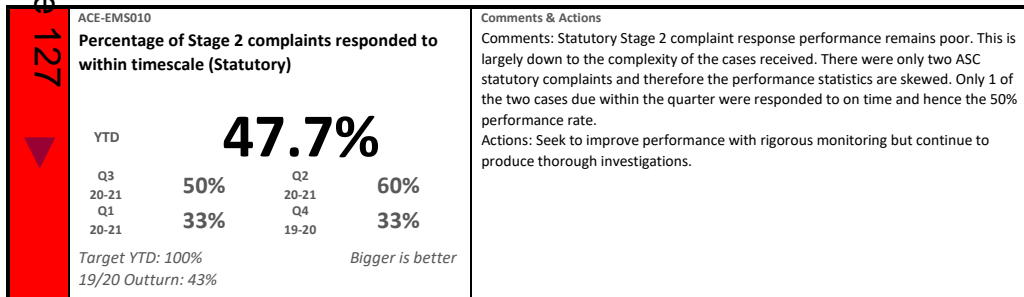 e 127
ACE-EMS010
Percentage of Stage 2 complaints responded to
within timescale (Statutory)
YTD
47.7%
Q3
20-21
50%
Q2
20-21
60%
Q1
20-21
33%
Q4
19-20
33%
Target YTD: 100%
Bigger is better
19/20 Outturn: 43%
Comments & Actions
Comments: Statutory Stage 2 complaint response performance remains poor. This is
largely down to the complexity of the cases received. There were only two ASC
statutory complaints and therefore the performance statistics are skewed. Only 1 of
the two cases due within the quarter were responded to on time and hence the 50%
performance rate.
Actions: Seek to improve performance with rigorous monitoring but continue to
produce thorough investigations.